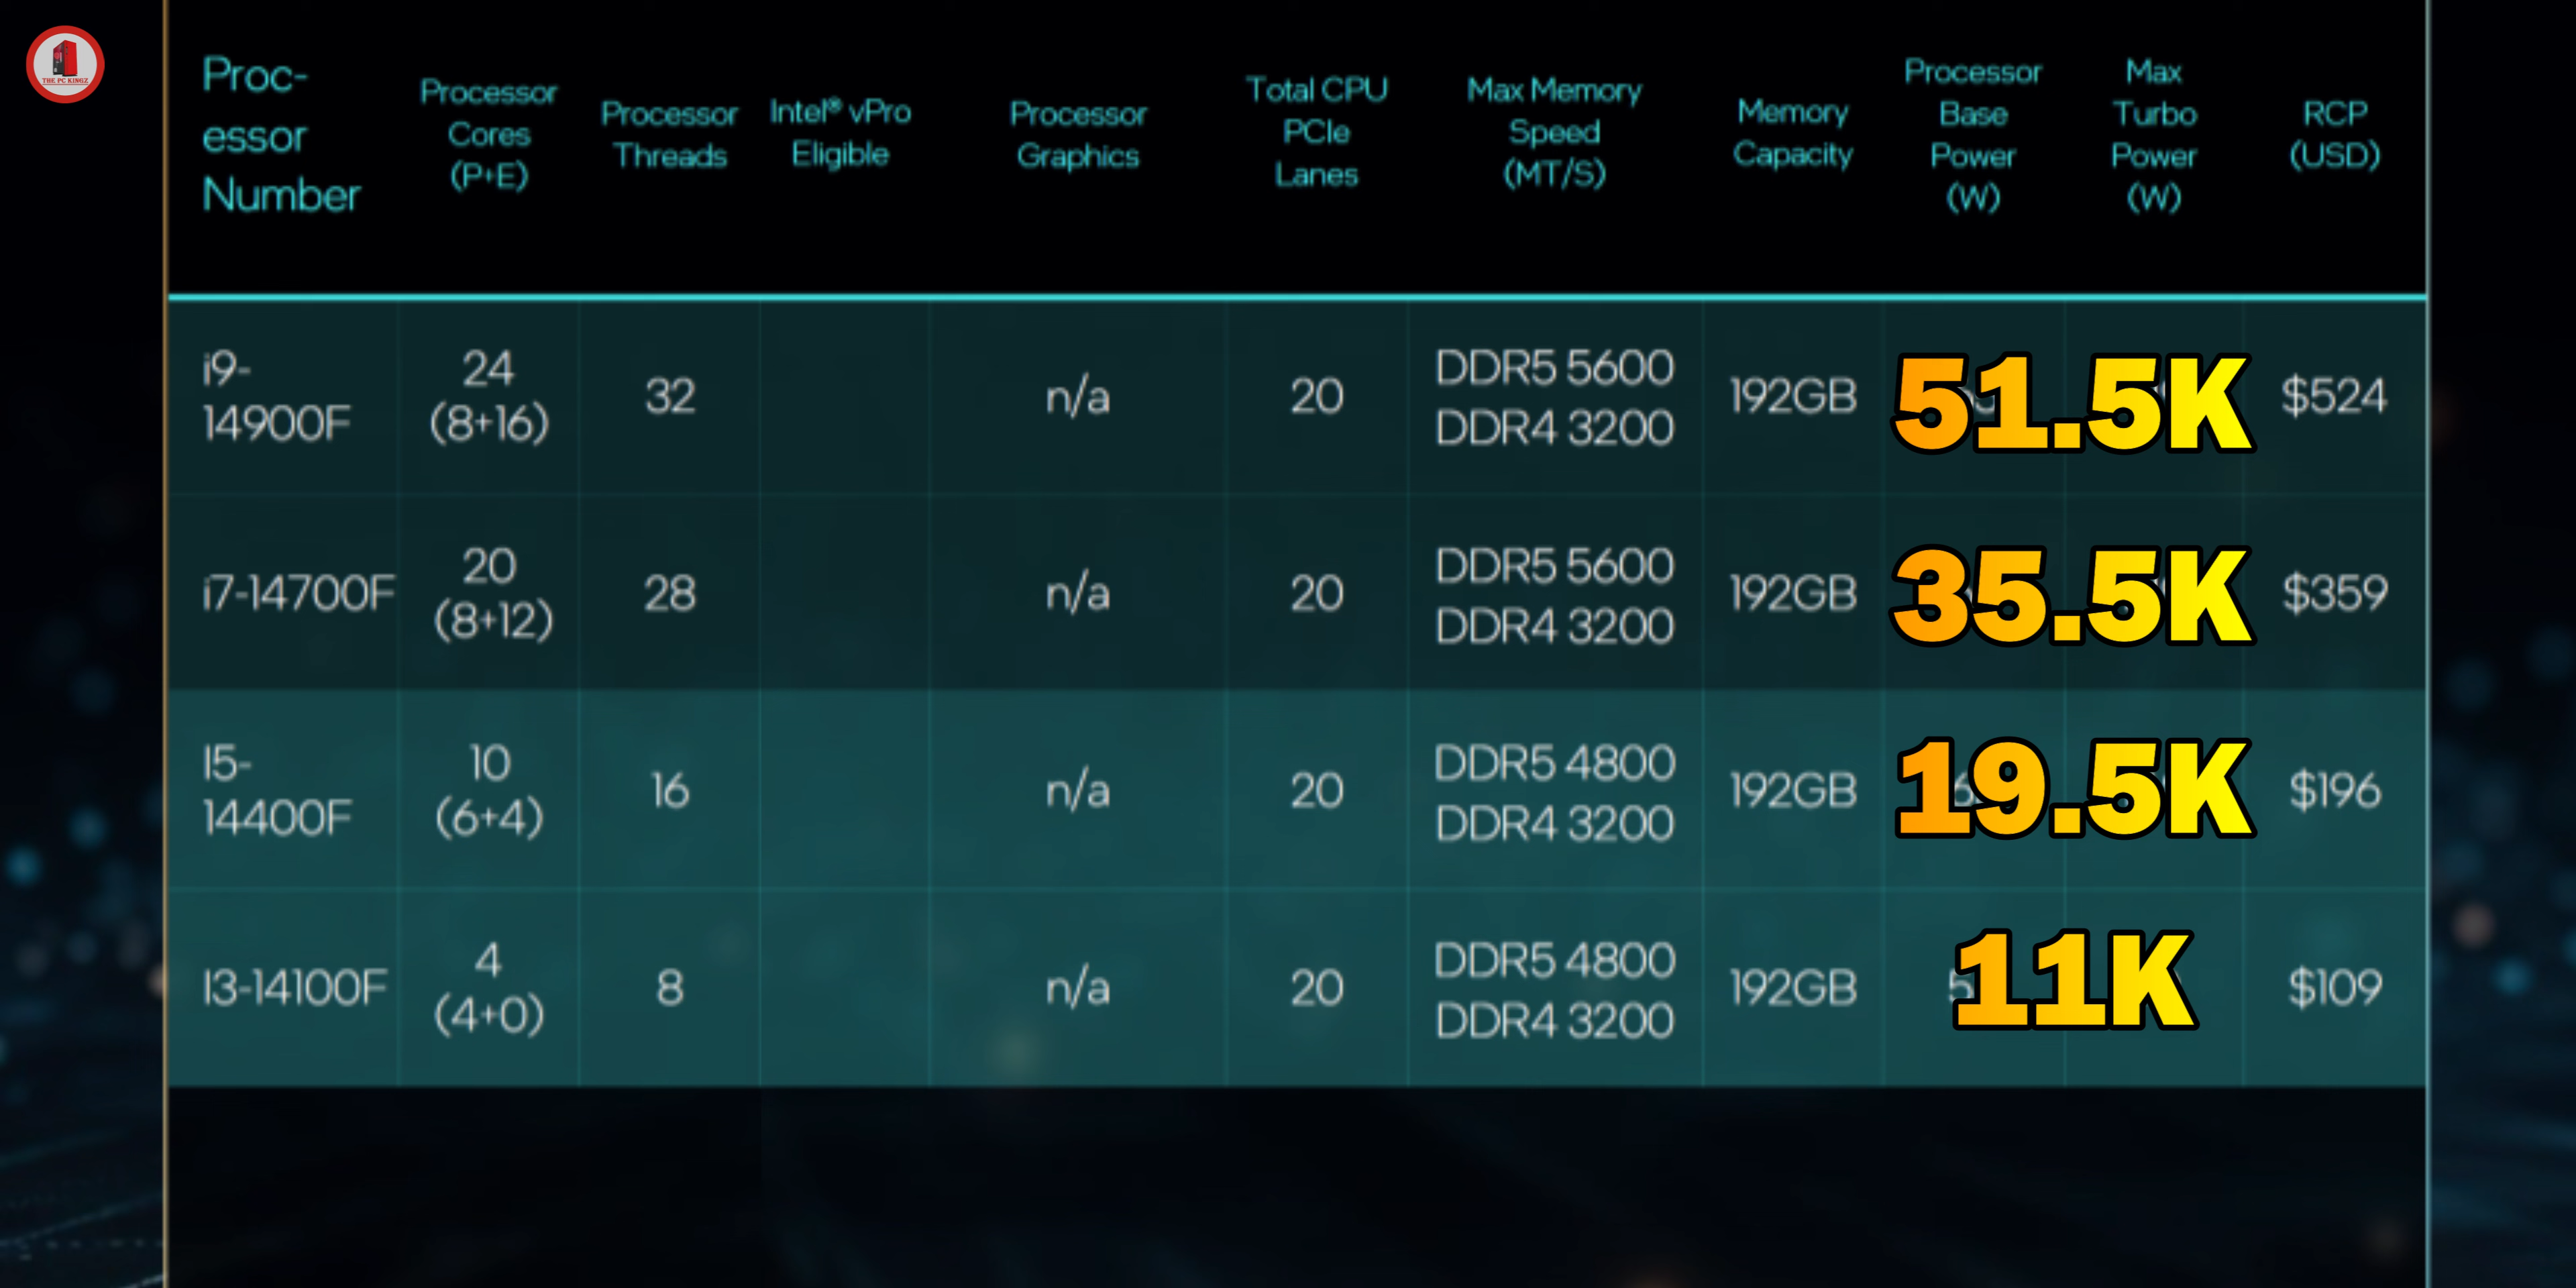 THE PC KINGZ
Proc-
essor
Number
Processor
Cores
(P+E)
Processor
Threads
Intel® vPro
Eligible
Processor
Graphics
Total CPU
PCIe
Lanes
Max Memory
Speed
(MT/S)
Memory
Capacity
Processor
Base
Power
(W)
Max
Turbo
Power
(W)
RCP
(USD)
i9-
14900F
24
(8+16)
32
n/a
20
DDR5 5600
DDR4 3200
192GB
51.5K
$524
i7-14700F
20
(8+12)
28
n/a
20
DDR5 5600
DDR4 3200
192GB
35.5K
$359
I5-
14400F
10
(6+4)
16
n/a
20
DDR5 4800
DDR4 3200
192GB
19.5K
$196
I3-14100F
4
(4+0)
8
n/a
20
DDR5 4800
DDR4 3200
192GB
11K
$109